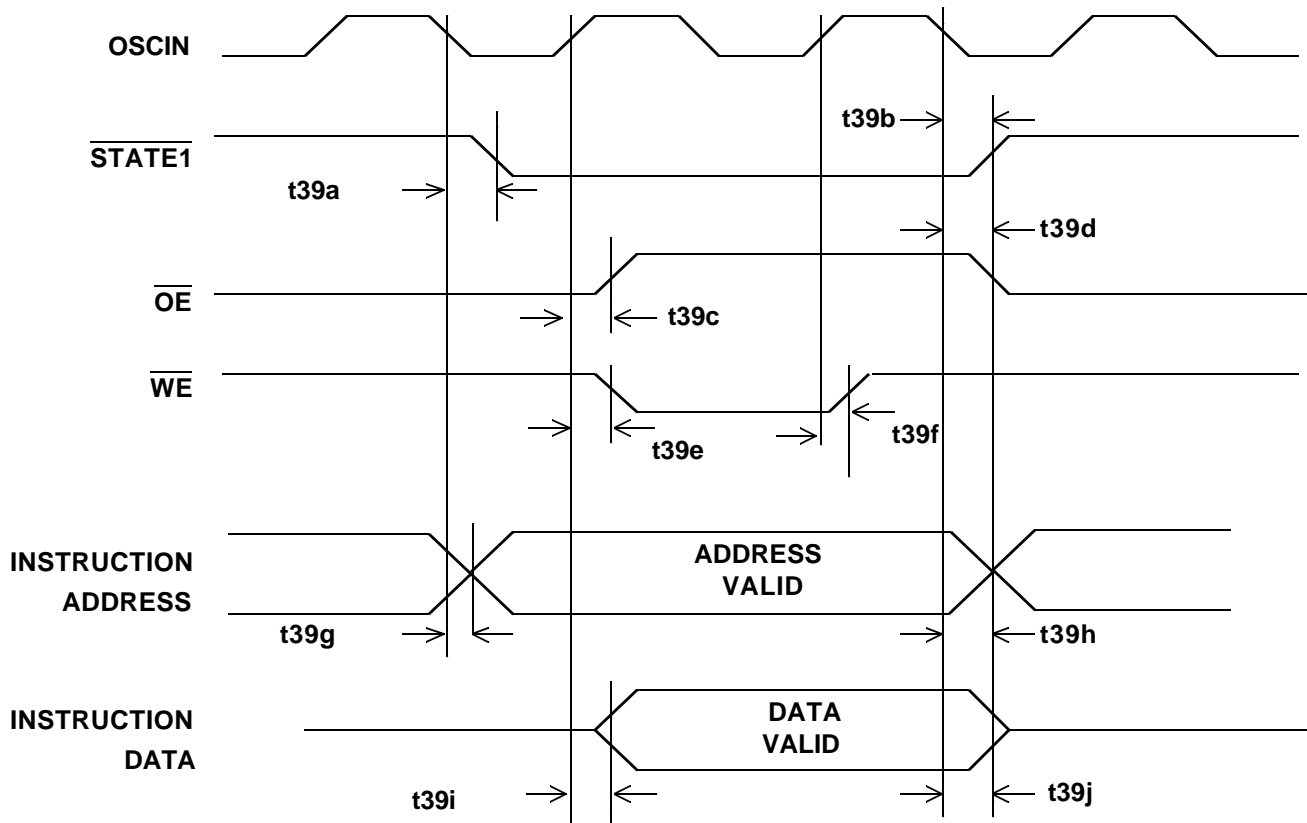 OSCIN
t39b
STATE1
t39a
t39d
OE
t39c
WE
t39f
t39e
INSTRUCTION
ADDRESS
ADDRESS
VALID
t39g
t39h
INSTRUCTION
DATA
DATA
VALID
t39i
t39j